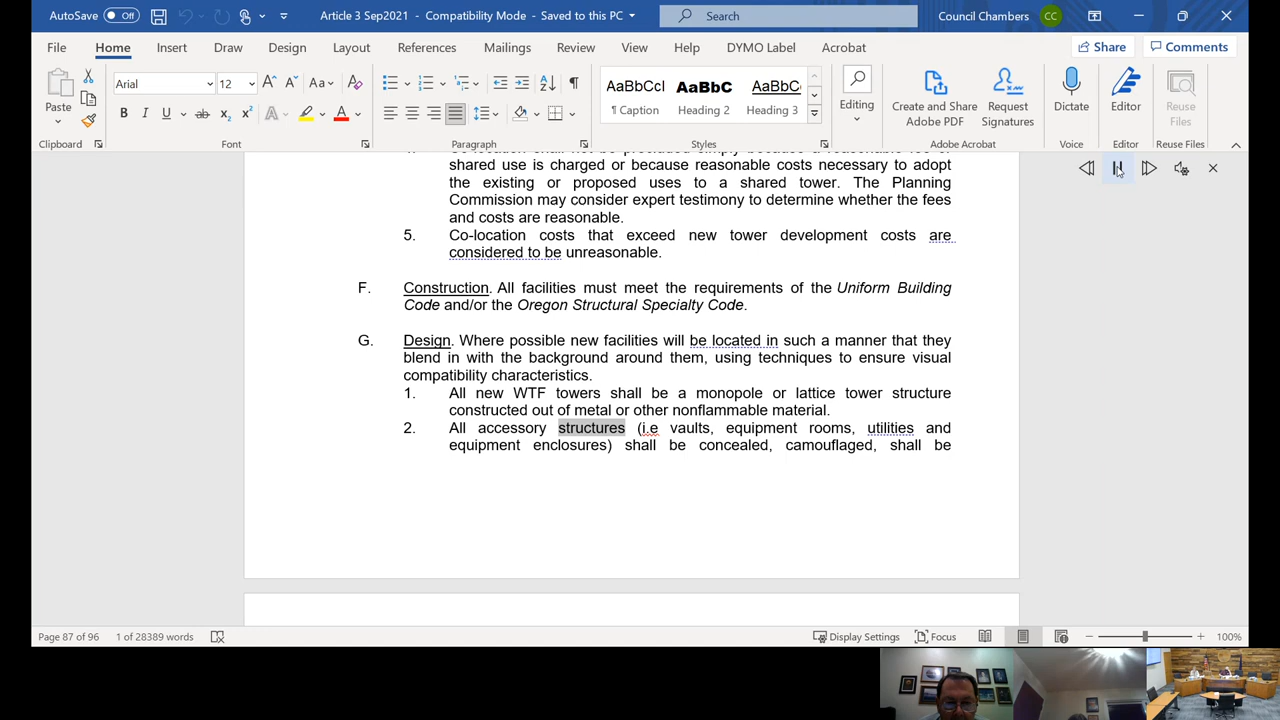 AutoSave Off Article 3 Sep2021 - Compatibility Mode - Saved to this PC Search Council Chambers CC
File Home Insert Draw Design Layout References Mailings Review View Help DYMO Label Acrobat Share Comments
Paste Arial 12 Aa A AaBbCcI AaBbC AaBbCc Editing Create and Share Request Dictate Editor Reuse
¶ Caption Heading 2 Heading 3 Adobe PDF Signatures Files
Clipboard Font Paragraph Styles Adobe Acrobat Voice Editor Reuse Files
shared use is charged or because reasonable costs necessary to adopt
the existing or proposed uses to a shared tower. The Planning
Commission may consider expert testimony to determine whether the fees
and costs are reasonable.
5. Co-location costs that exceed new tower development costs are
considered to be unreasonable.
F. Construction. All facilities must meet the requirements of the Uniform Building
Code and/or the Oregon Structural Specialty Code.
G. Design. Where possible new facilities will be located in such a manner that they
blend in with the background around them, using techniques to ensure visual
compatibility characteristics.
1. All new WTF towers shall be a monopole or lattice tower structure
constructed out of metal or other nonflammable material.
2. All accessory structures (i.e vaults, equipment rooms, utilities and
equipment enclosures) shall be concealed, camouflaged, shall be
Page 87 of 96 1 of 28389 words Display Settings Focus 100%